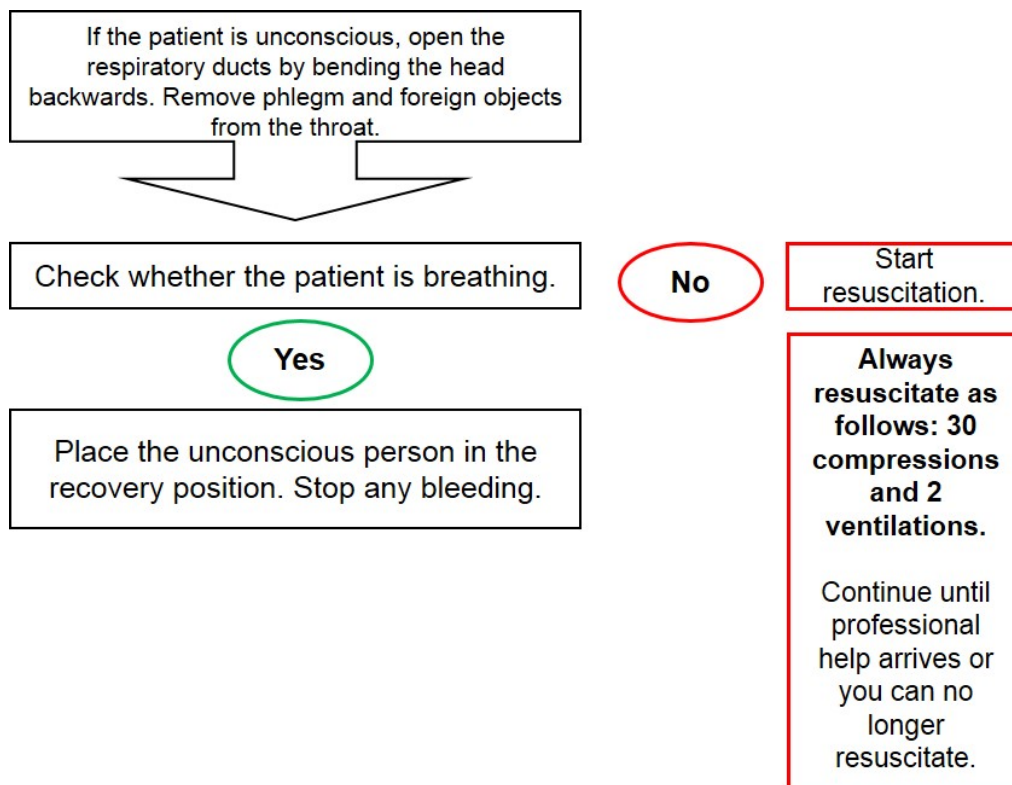 If the patient is unconscious, open the
respiratory ducts by bending the head
backwards. Remove phlegm and foreign objects
from the throat.
Check whether the patient is breathing.
No
Start
resuscitation.
Yes
Place the unconscious person in the
recovery position. Stop any bleeding.
Always
resuscitate as
follows: 30
compressions
and 2
ventilations.
Continue until
professional
help arrives or
you can no
longer
resuscitate.